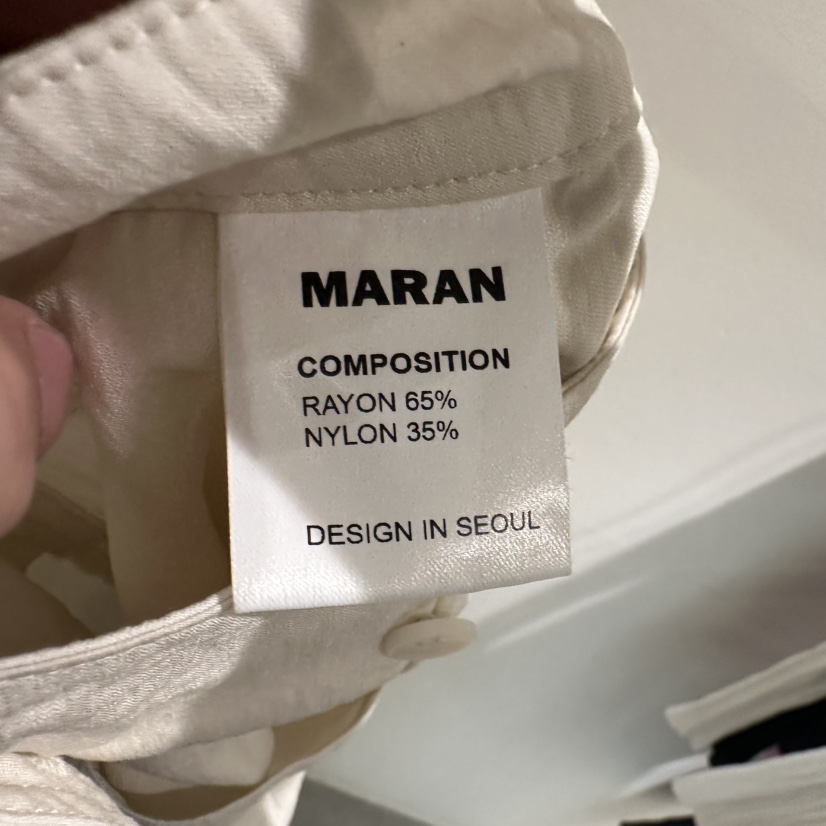 MARAN
COMPOSITION
RAYON 65%
NYLON 35%
DESIGN IN SEOUL